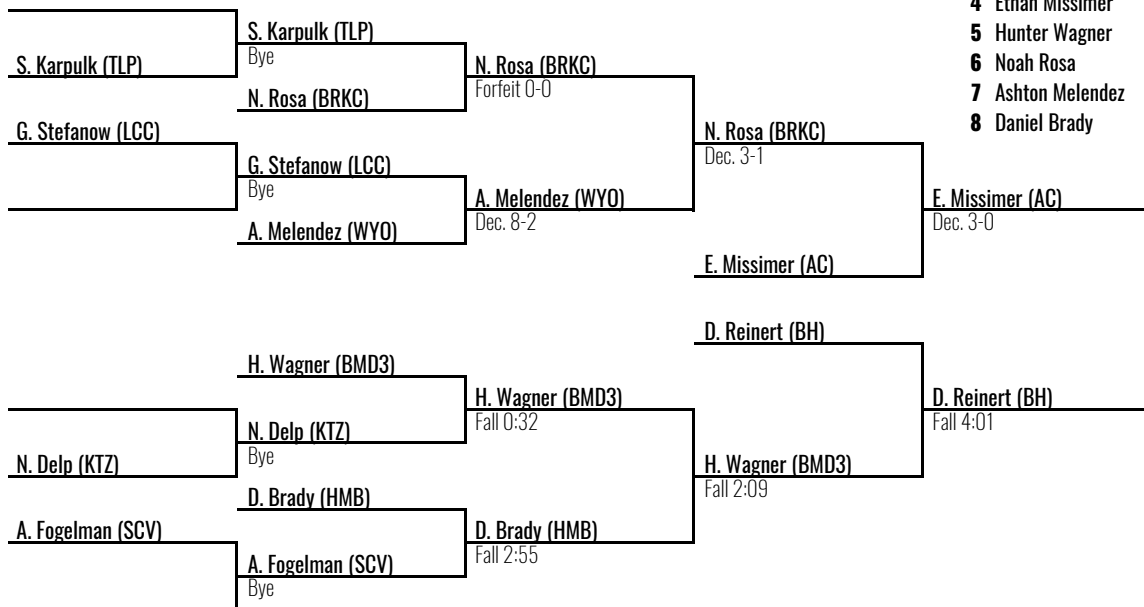 4 Ethan Missimer
5 Hunter Wagner
6 Noah Rosa
7 Ashton Melendez
8 Daniel Brady
S. Karpulk (TLP)
S. Karpulk (TLP)
Bye
N. Rosa (BRKC)
N. Rosa (BRKC)
Forfeit 0-0
G. Stefanow (LCC)
G. Stefanow (LCC)
Bye
A. Melendez (WYO)
A. Melendez (WYO)
Dec. 8-2
N. Rosa (BRKC)
Dec. 3-1
E. Missimer (AC)
E. Missimer (AC)
Dec. 3-0
D. Reinert (BH)
H. Wagner (BMD3)
H. Wagner (BMD3)
Fall 0:32
N. Delp (KTZ)
Bye
N. Delp (KTZ)
D. Reinert (BH)
Fall 4:01
H. Wagner (BMD3)
Fall 2:09
D. Brady (HMB)
A. Fogelman (SCV)
D. Brady (HMB)
Fall 2:55
A. Fogelman (SCV)
Bye